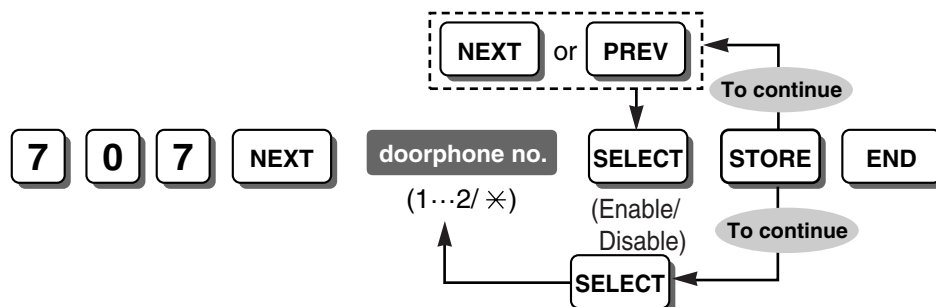 NEXT or PREV
To continue
7 0 7 NEXT doorphone no. SELECT STORE END
(1···2/ ✳)
(Enable/
Disable)
To continue
SELECT